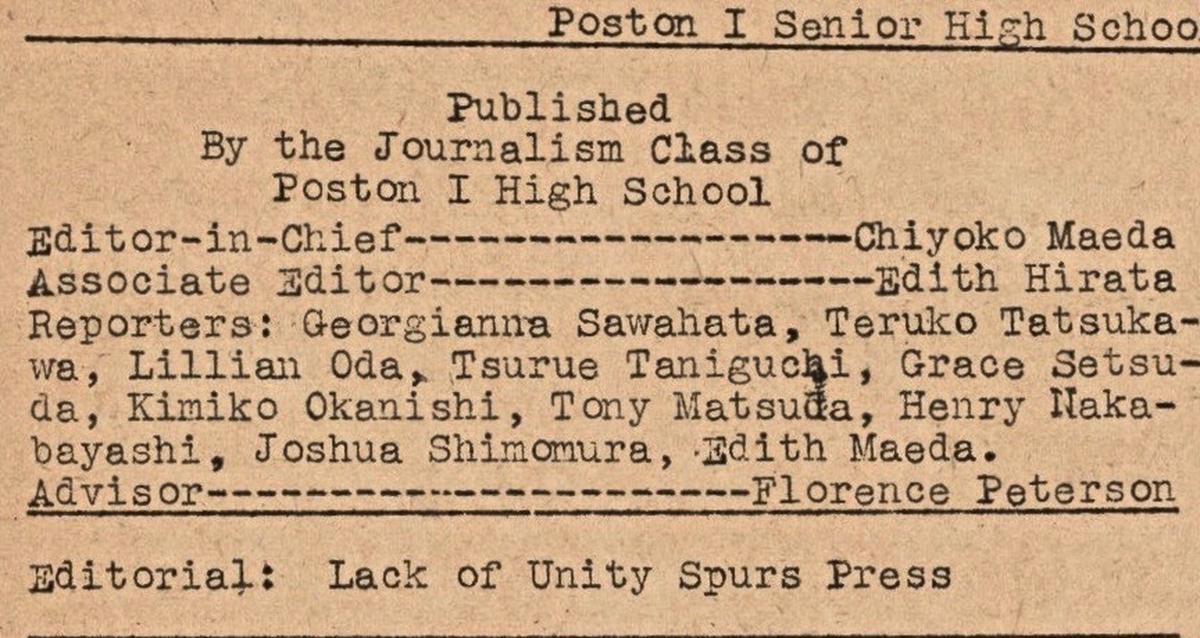 Poston I Senior High Schoo
Published
By the Journalism Class of
Poston I High School
Editor-in-Chief-------------------Chiyoko Maeda
Associate Editor-------------------Edith Hirata
Reporters: Georgianna Sawahata, Teruko Tatsuka-
wa, Lillian Oda, Tsurue Taniguchi, Grace Setsu-
da, Kimiko Okanishi, Tony Matsuda, Henry Naka-
bayashi, Joshua Shimomura, Edith Maeda.
Advisor-----------------------Florence Peterson
Editorial: Lack of Unity Spurs Press